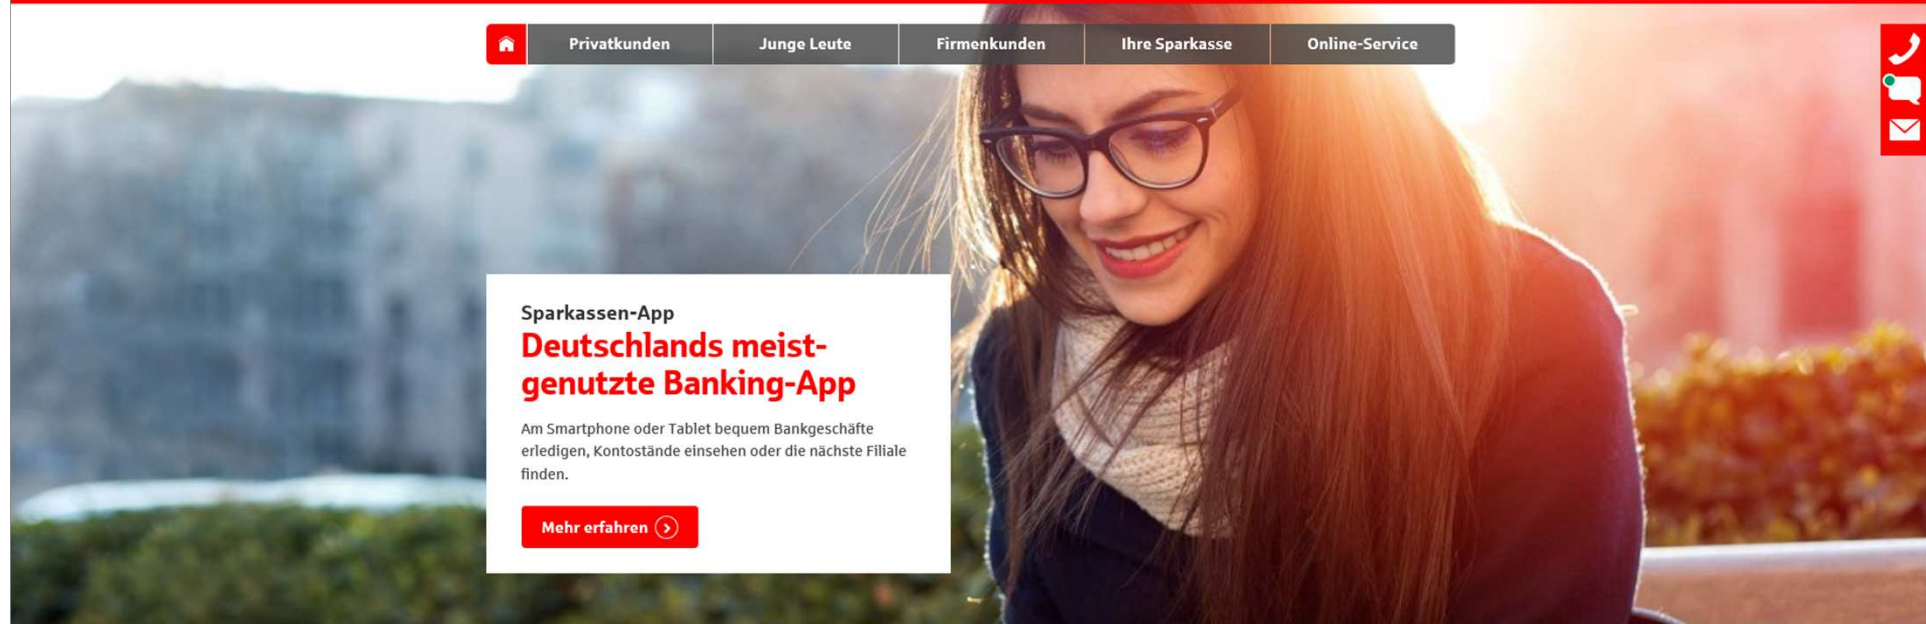 Privatkunden
Junge Leute
Firmenkunden
Ihre Sparkasse
Online-Service
Sparkassen-App
Deutschlands meist-
genutzte Banking-App
Am Smartphone oder Tablet bequem Bankgeschäfte
erledigen, Kontostände einsehen oder die nächste Filiale
finden.
Mehr erfahren